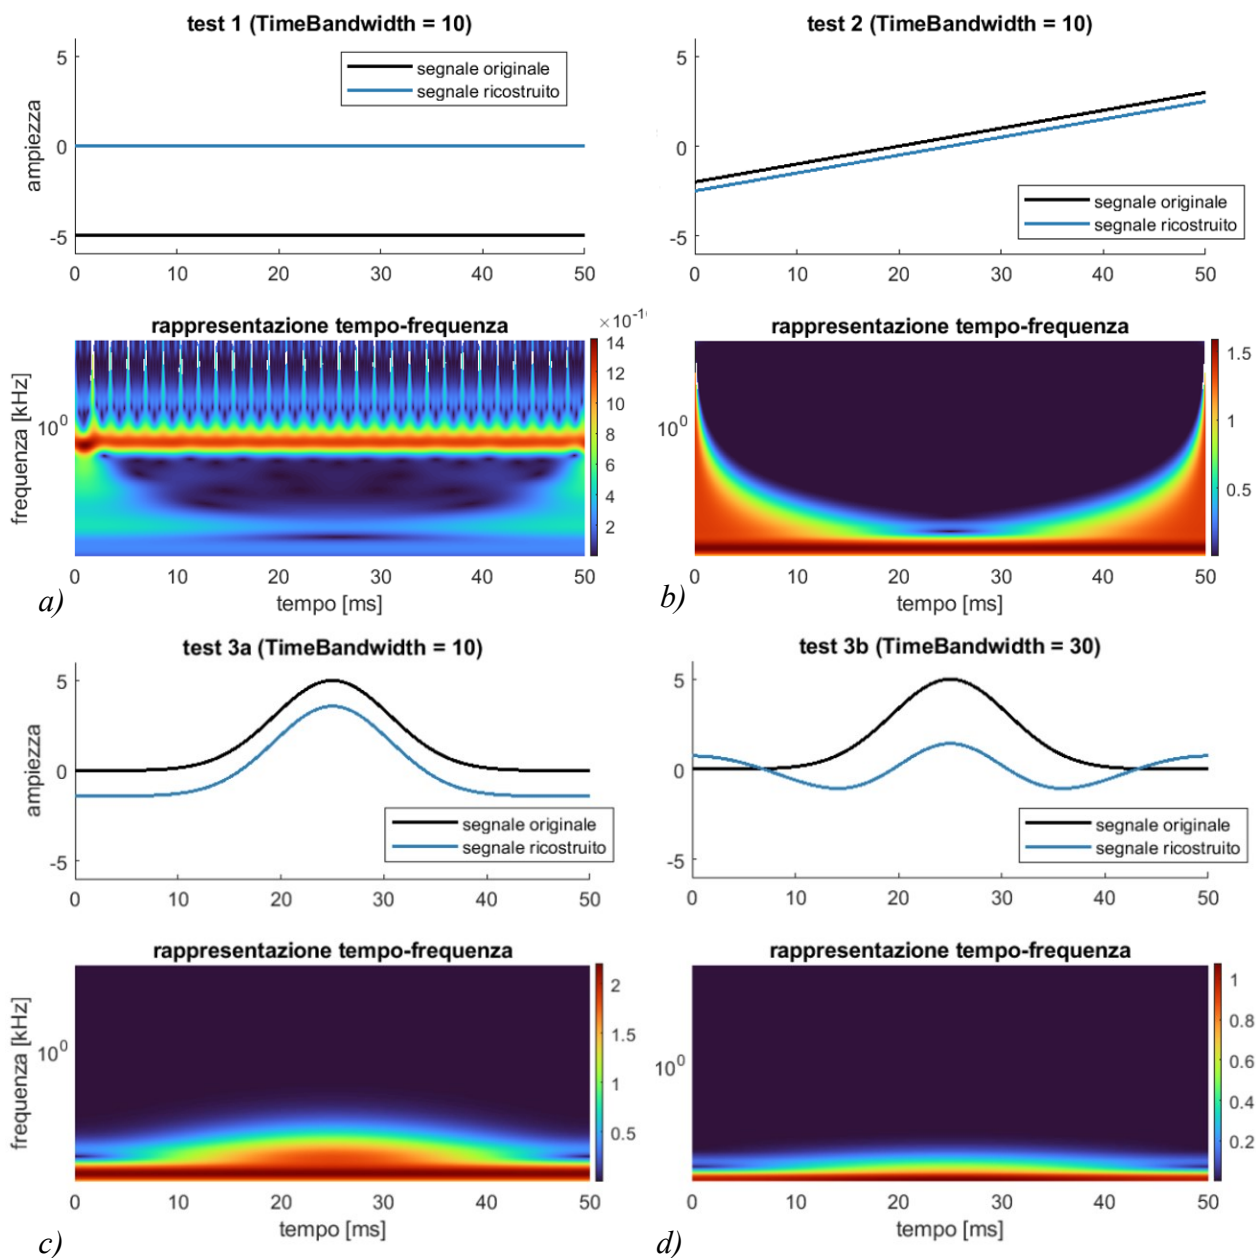 test 1 (TimeBandwidth = 10)
5
0
-5
ampiezza
segnale originale
segnale ricostruito
0 10 20 30 40 50
test 2 (TimeBandwidth = 10)
5
0
-5
segnale originale
segnale ricostruito
0 10 20 30 40 50
rappresentazione tempo-frequenza
×10⁻¹
14
12
10
8
6
4
2
10⁰
frequenza [kHz]
0 10 20 30 40 50
tempo [ms]
a)
rappresentazione tempo-frequenza
1.5
1
0.5
10⁰
0 10 20 30 40 50
tempo [ms]
b)
test 3a (TimeBandwidth = 10)
5
0
-5
ampiezza
segnale originale
segnale ricostruito
0 10 20 30 40 50
test 3b (TimeBandwidth = 30)
5
0
-5
segnale originale
segnale ricostruito
0 10 20 30 40 50
rappresentazione tempo-frequenza
2
1.5
1
0.5
10⁰
frequenza [kHz]
0 10 20 30 40 50
tempo [ms]
c)
rappresentazione tempo-frequenza
1
0.8
0.6
0.4
0.2
10⁰
0 10 20 30 40 50
tempo [ms]
d)